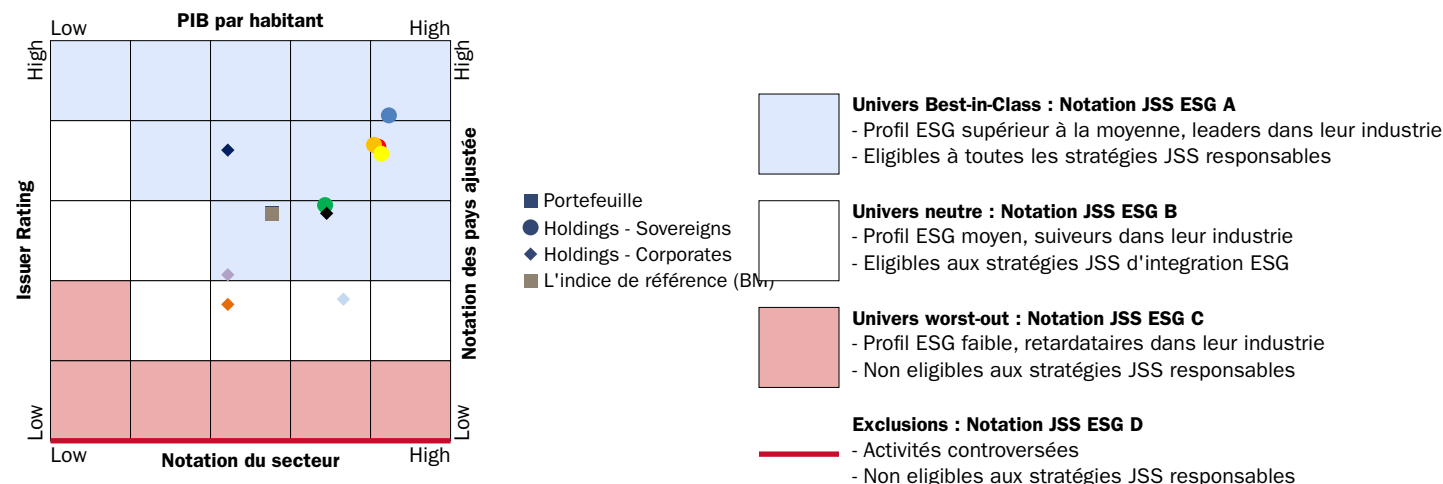 PIB par habitant
Low
High
High
High
Issuer Rating
Notation des pays ajustée
Low
Low
Low
High
Notation du secteur
Portefeuille
Holdings - Sovereigns
Holdings - Corporates
L'indice de référence (BM)
Univers Best-in-Class : Notation JSS ESG A
- Profil ESG supérieur à la moyenne, leaders dans leur industrie
- Eligibles à toutes les stratégies JSS responsables
Univers neutre : Notation JSS ESG B
- Profil ESG moyen, suiveurs dans leur industrie
- Eligibles aux stratégies JSS d'integration ESG
Univers worst-out : Notation JSS ESG C
- Profil ESG faible, retardataires dans leur industrie
- Non eligibles aux stratégies JSS responsables
Exclusions : Notation JSS ESG D
- Activités controversées
- Non eligibles aux stratégies JSS responsables